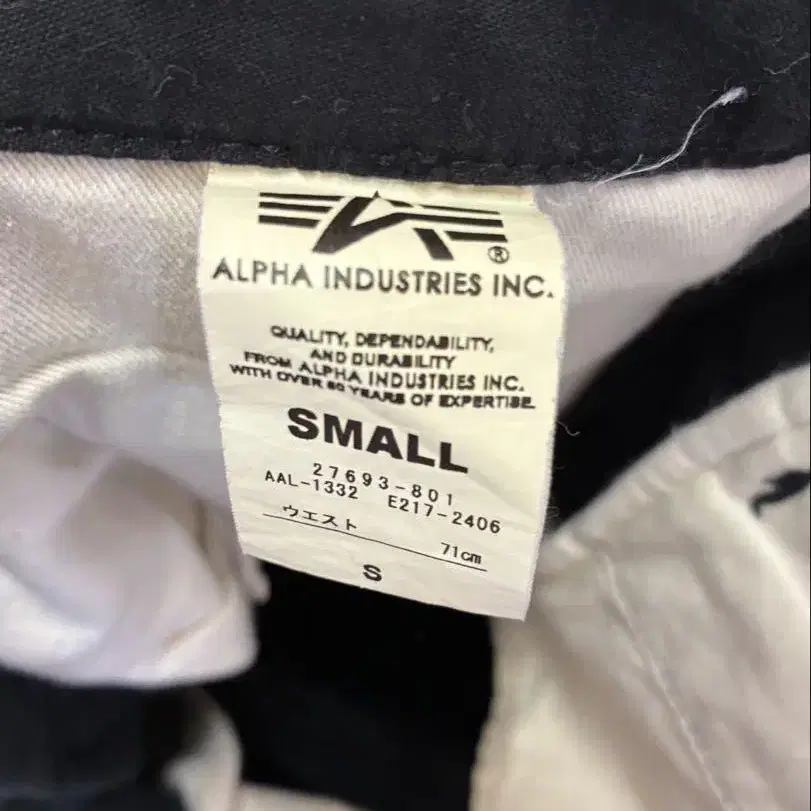 ®
ALPHA INDUSTRIES INC.
QUALITY, DEPENDABILITY,
AND DURABILITY
FROM ALPHA INDUSTRIES INC.
WITH OVER 50 YEARS OF EXPERTISE.
SMALL
27693-801
AAL-1332 E217-2406
ウエスト 71cm
S